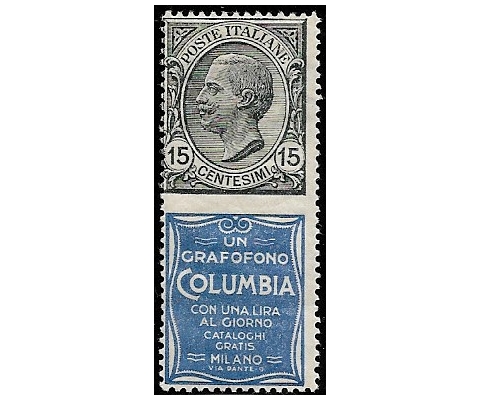 POSTE ITALIANE
15 15
CENTESIMI
UN
GRAFOFONO
COLUMBIA
CON UNA LIRA
AL GIORNO
CATALOGHI
GRATIS
MILANO
VIA DANTE-9